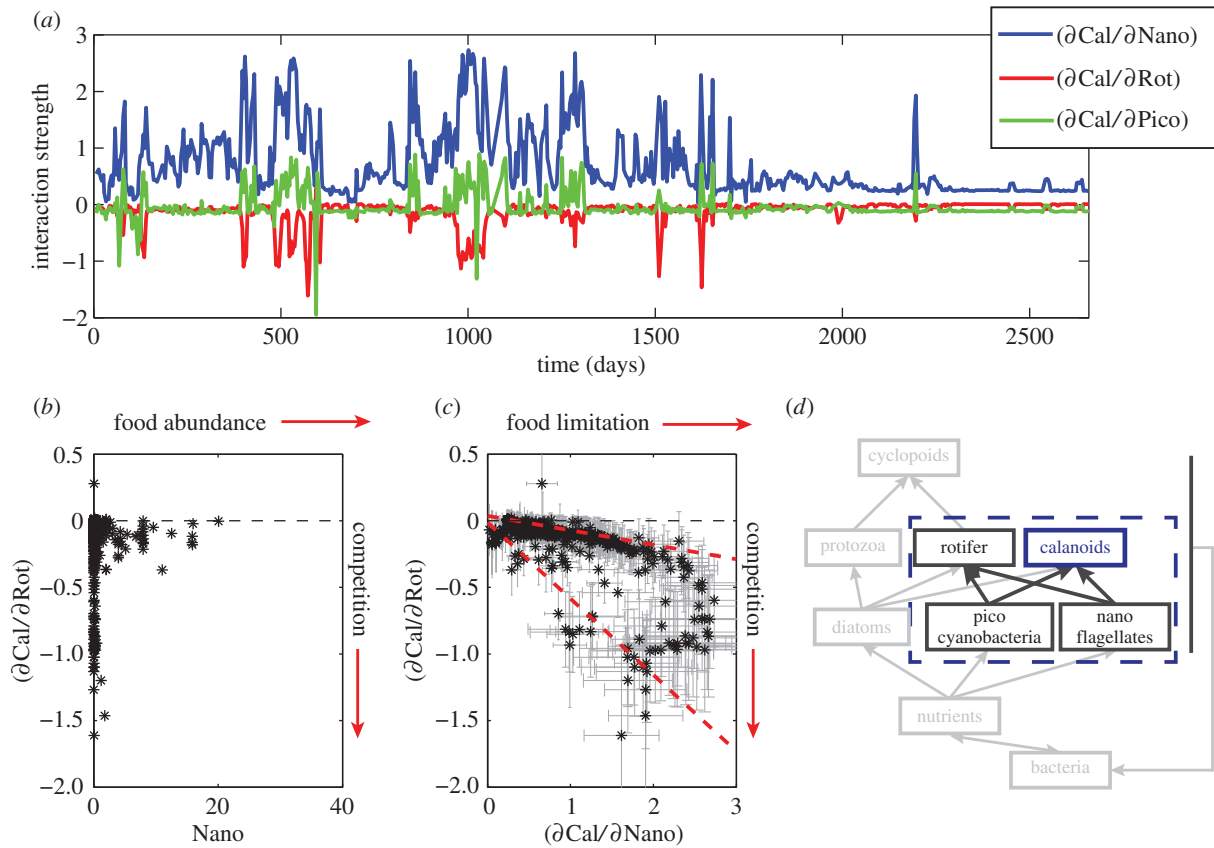 (a)
(∂Cal/∂Nano)
(∂Cal/∂Rot)
(∂Cal/∂Pico)
3
2
1
0
−1
−2
interaction strength
0
500
1000
1500
2000
2500
time (days)
(b)
food abundance
0.5
0
−0.5
−1.0
−1.5
−2.0
(∂Cal/∂Rot)
competition
0
20
40
Nano
(c)
food limitation
0.5
0
−0.5
−1.0
−1.5
−2.0
(∂Cal/∂Rot)
competition
0
1
2
3
(∂Cal/∂Nano)
(d)
cyclopoids
protozoa
rotifer
calanoids
diatoms
pico
cyanobacteria
nano
flagellates
nutrients
bacteria